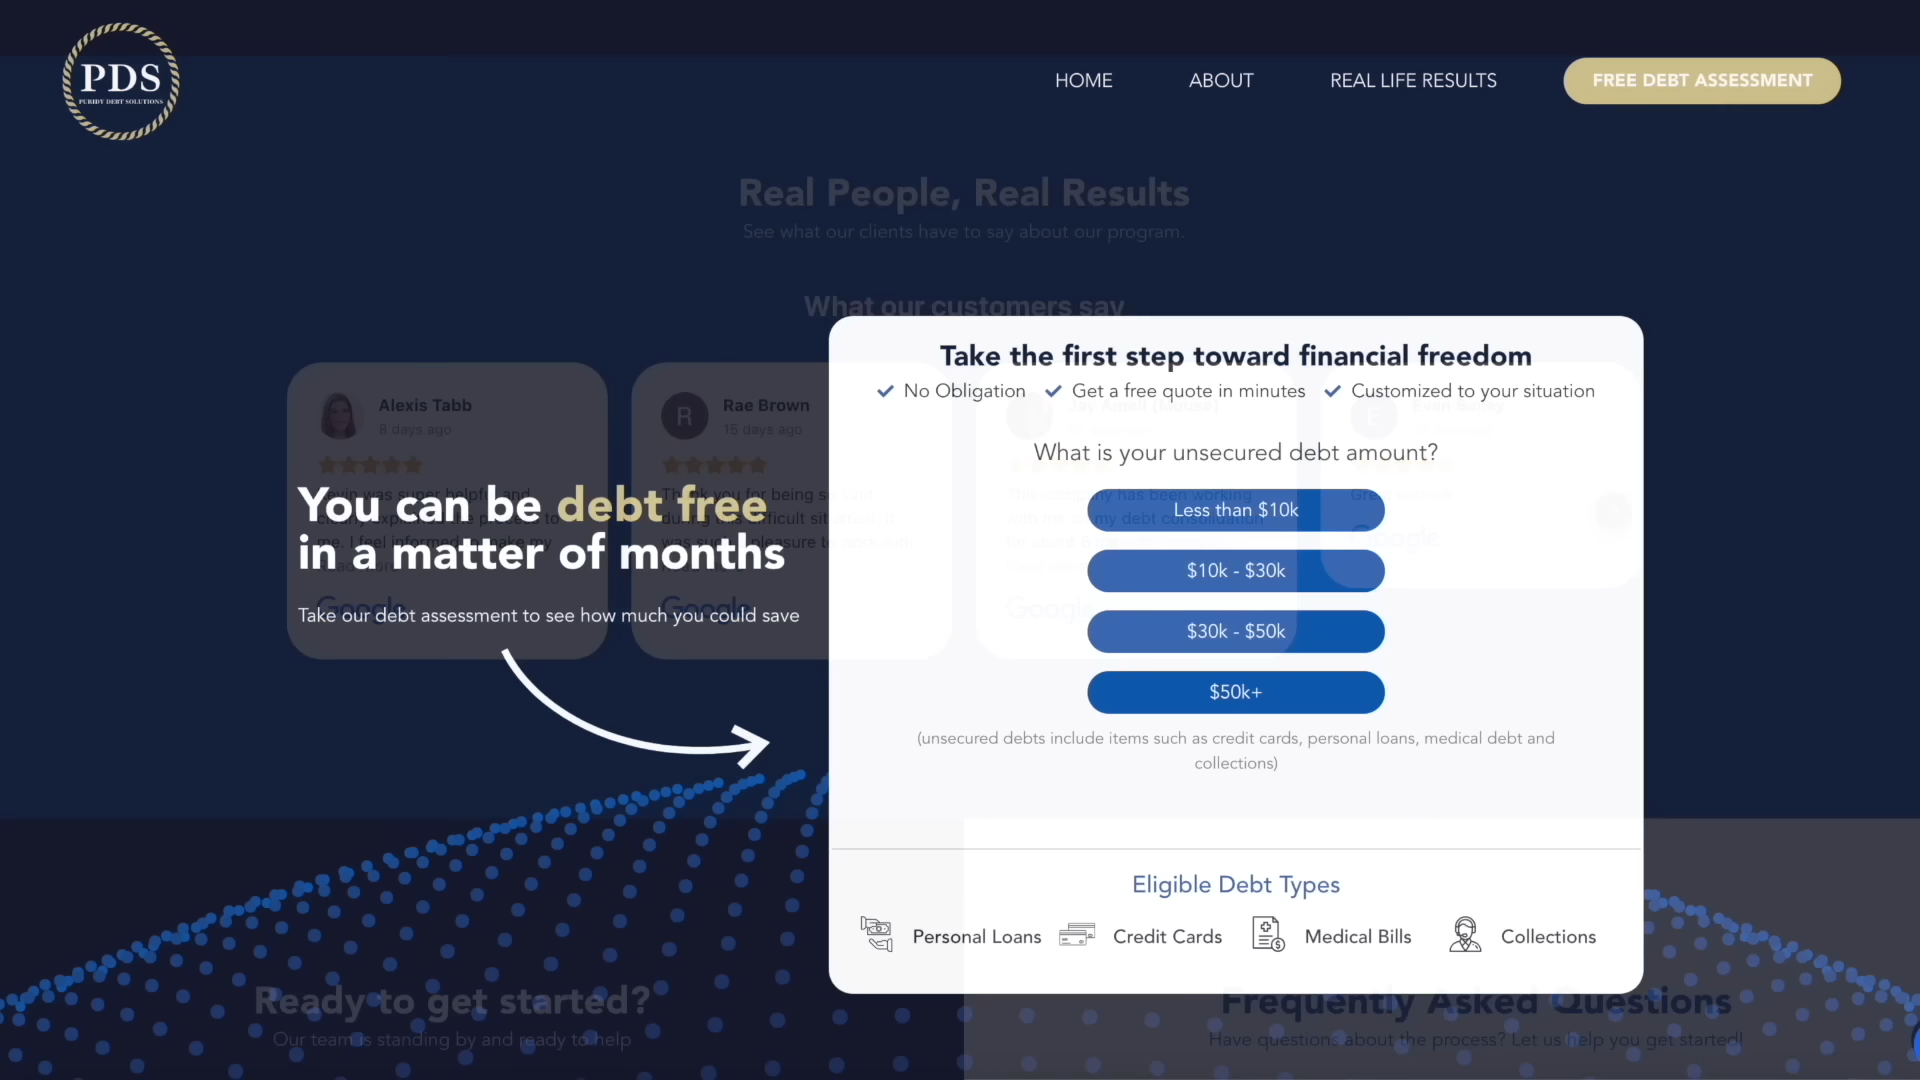 PDS
PURIDY DEBT SOLUTIONS
HOME
ABOUT
REAL LIFE RESULTS
FREE DEBT ASSESSMENT
Real People, Real Results
See what our clients have to say about our program.
What our customers say
Alexis Tabb
8 days ago
R
Rae Brown
15 days ago
You can be debt free
in a matter of months
Take our debt assessment to see how much you could save
Google
Google
Take the first step toward financial freedom
No Obligation
Get a free quote in minutes
Customized to your situation
What is your unsecured debt amount?
Less than $10k
$10k - $30k
$30k - $50k
$50k+
(unsecured debts include items such as credit cards, personal loans, medical debt and
collections)
Google
Google
Eligible Debt Types
Personal Loans
Credit Cards
Medical Bills
Collections
Ready to get started?
Our team is standing by and ready to help
Frequently Asked Questions
Have questions about the process? Let us help you get started!